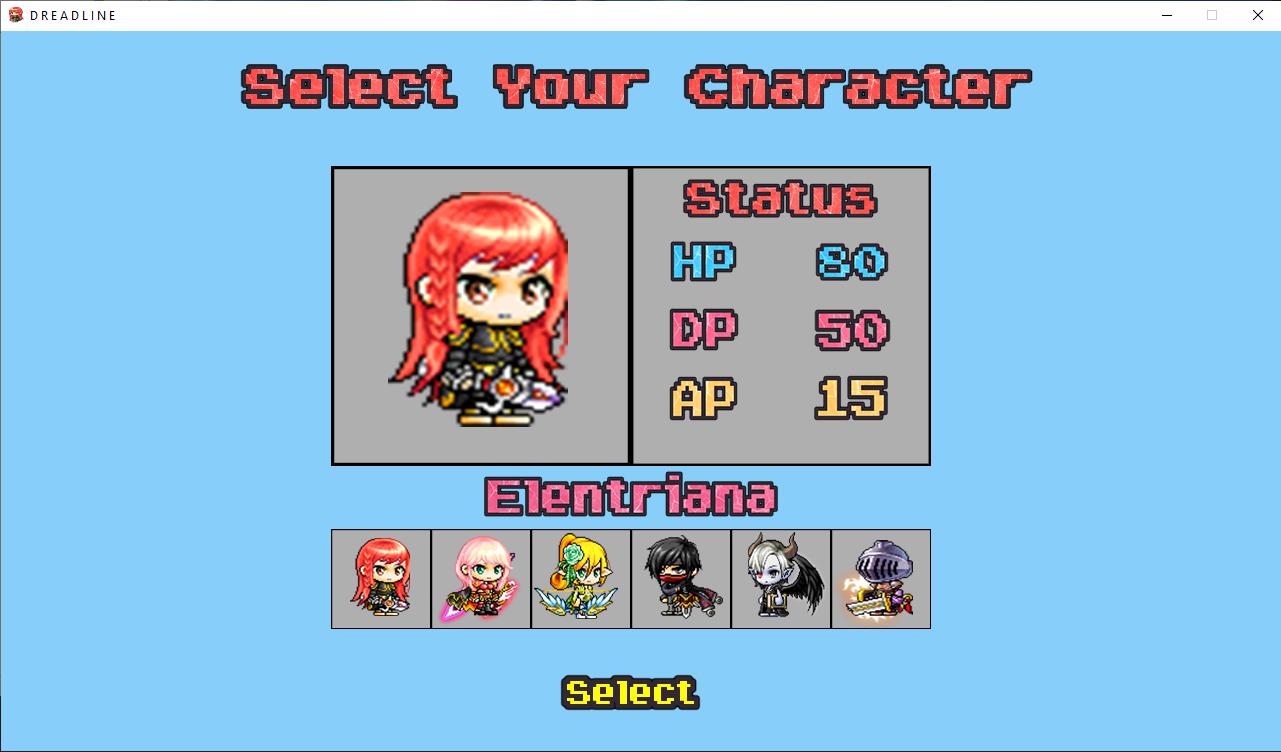 DREADLINE
Select Your Character
Status
HP 80
DP 50
AP 15
Elentriana
Select